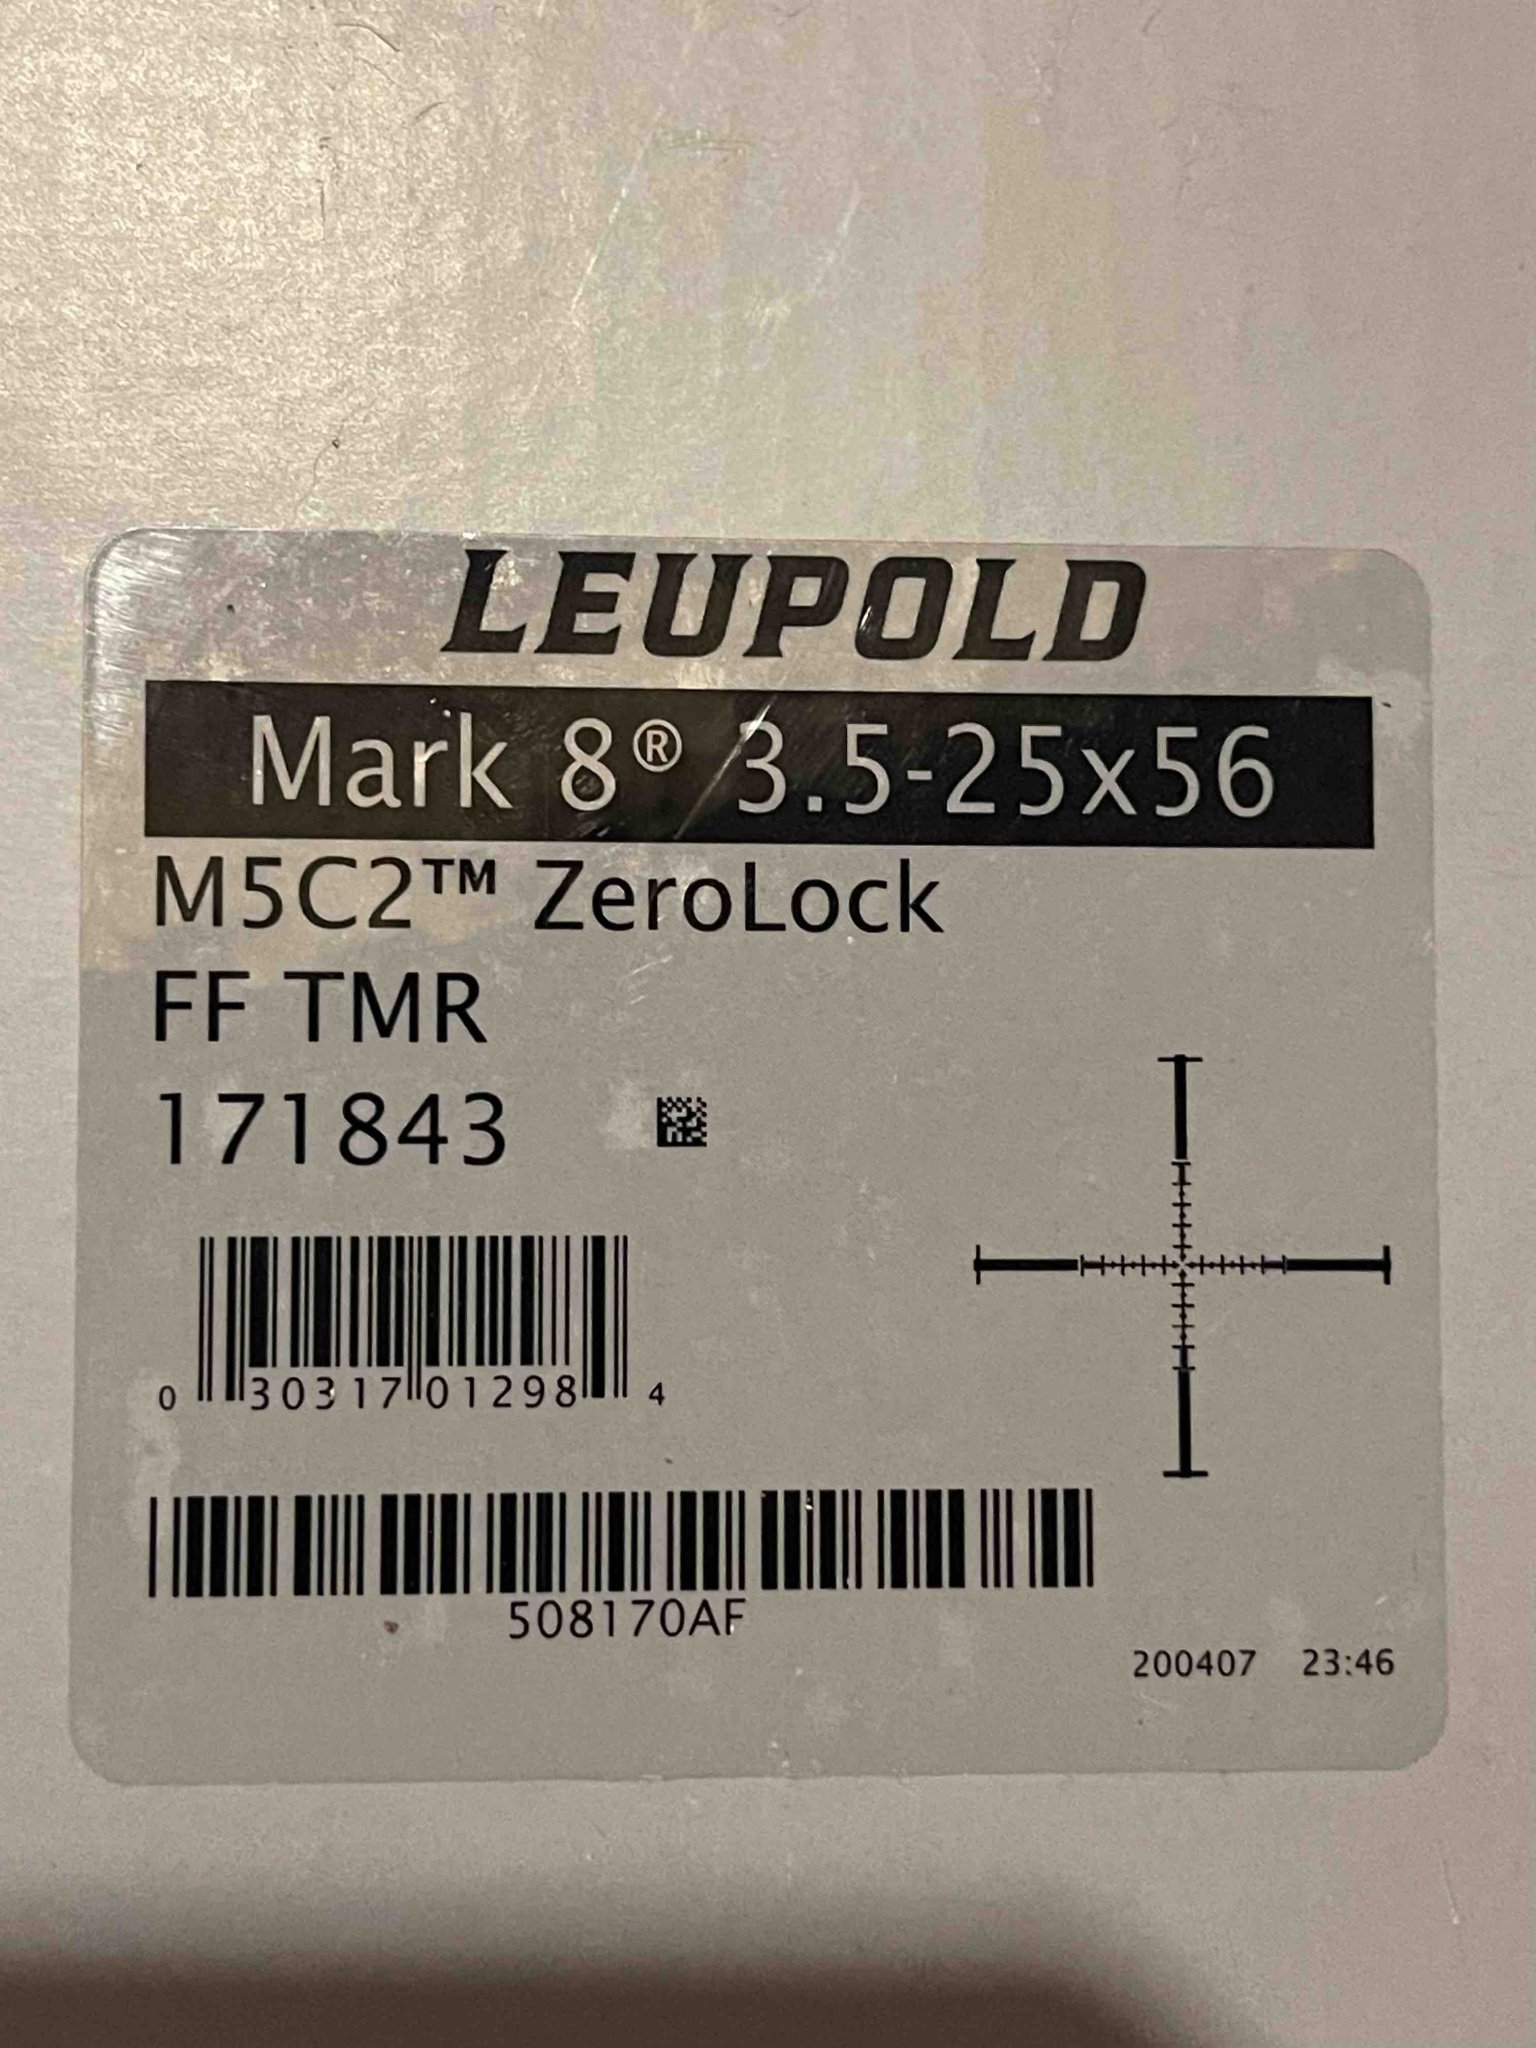 LEUPOLD
Mark 8® 3.5-25x56
M5C2™ ZeroLock
FF TMR
171843
0 30317 01298 4
508170AF
200407 23:46